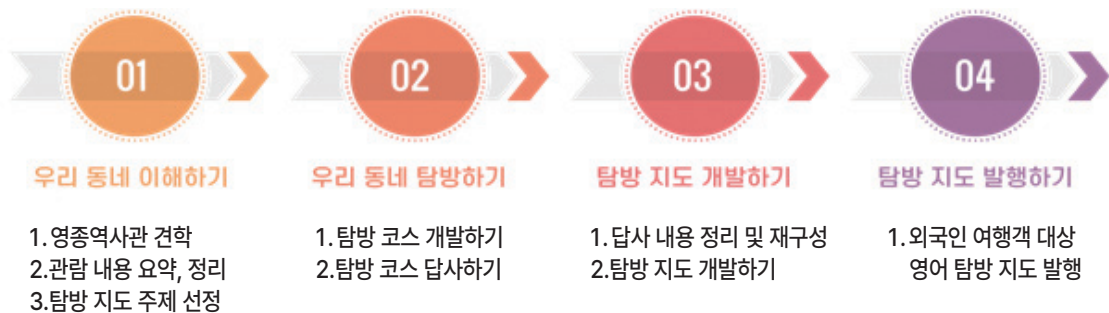 01
우리 동네 이해하기
1. 영종역사관 견학
2.관람 내용 요약, 정리
3.탐방 지도 주제 선정
02
우리 동네 탐방하기
1. 탐방 코스 개발하기
2.탐방 코스 답사하기
03
탐방 지도 개발하기
1. 답사 내용 정리 및 재구성
2.탐방 지도 개발하기
04
탐방 지도 발행하기
1. 외국인 여행객 대상
영어 탐방 지도 발행